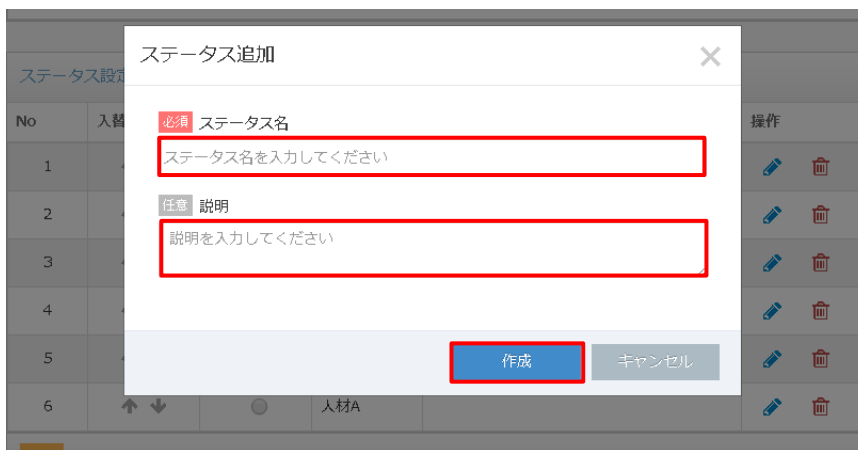 ステータス追加
×
ステータス設定
No 入替 操作
必須 ステータス名
ステータス名を入力してください
1
任意 説明
2
説明を入力してください
3
4
5
作成 キャンセル
6 人材A